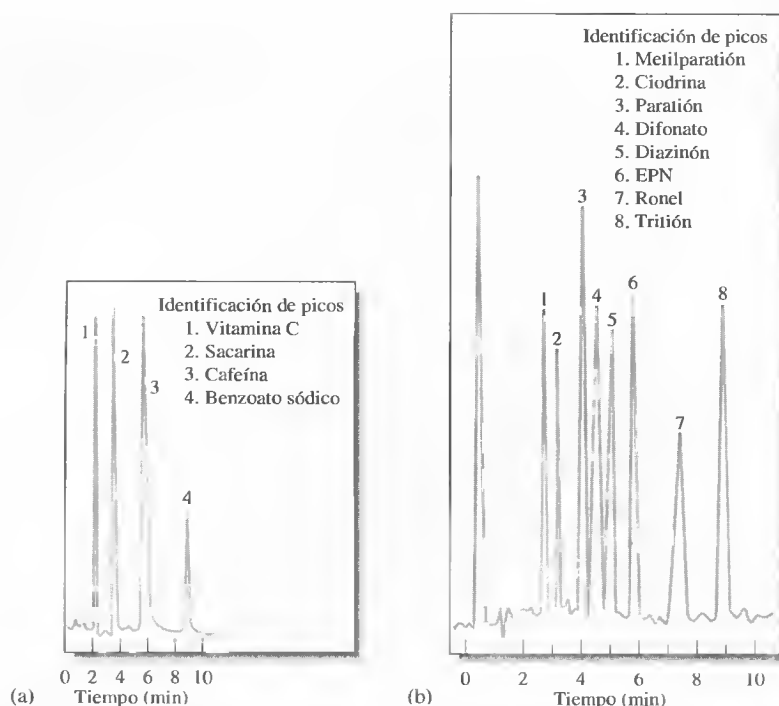 Identificación de picos
1. Vitamina C
2. Sacarina
3. Cafeína
4. Benzoato sódico
1
2
3
4
0 2 4 6 8 10
Tiempo (min)
(a)
Identificación de picos
1. Metilparatión
2. Ciodrina
3. Paratión
4. Difonato
5. Diazinón
6. EPN
7. Ronel
8. Tritión
1
2
3
4
5
6
7
8
0 2 4 6 8 10
Tiempo (min)
(b)